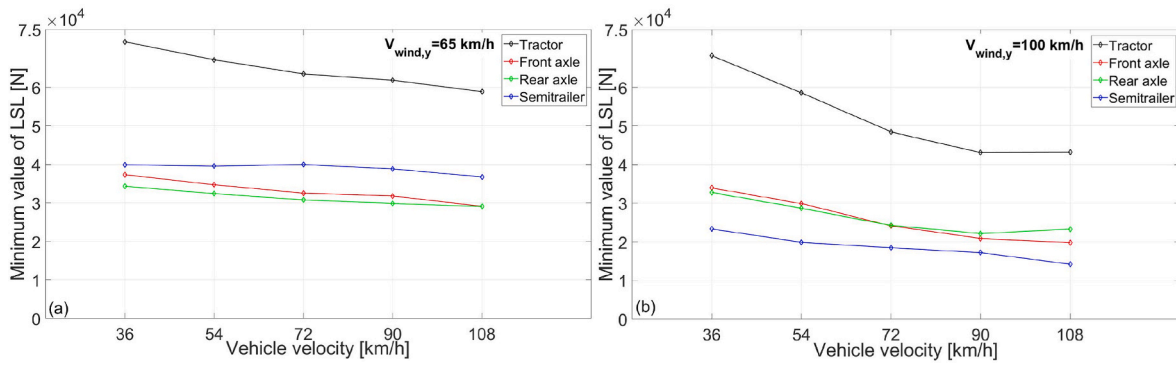 ×10⁴
7.5
6
5
4
3
2
1
0
Minimum value of LSL [N]
V_wind,y=65 km/h
Tractor
Front axle
Rear axle
Semitrailer
(a)
36 54 72 90 108
Vehicle velocity [km/h]
×10⁴
7.5
6
5
4
3
2
1
0
Minimum value of LSL [N]
V_wind,y=100 km/h
Tractor
Front axle
Rear axle
Semitrailer
(b)
36 54 72 90 108
Vehicle velocity [km/h]